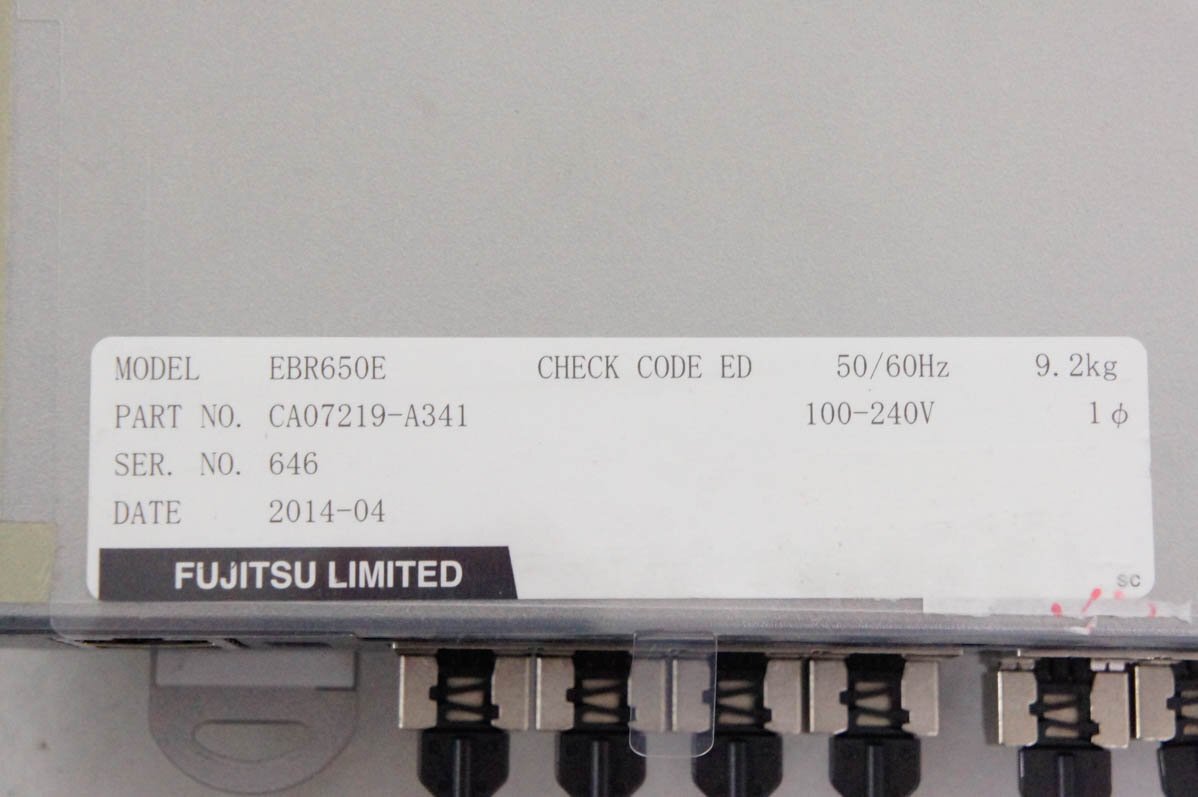 MODEL EBR650E CHECK CODE ED 50/60Hz 9.2kg
PART NO. CA07219-A341 100-240V 1ϕ
SER. NO. 646
DATE 2014-04
FUJITSU LIMITED
SC